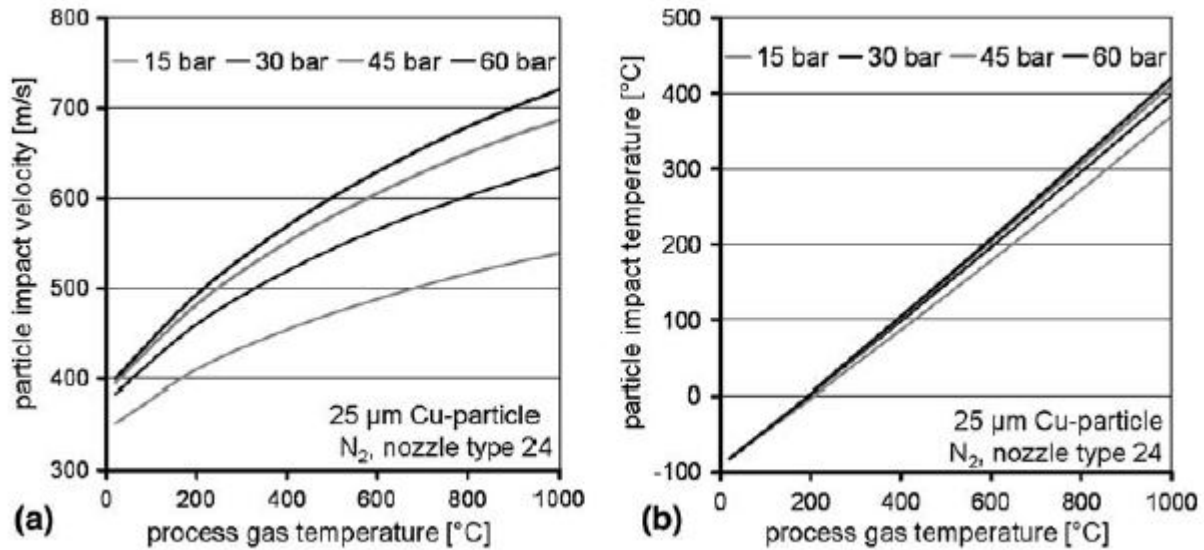 800
700
600
500
400
300
particle impact velocity [m/s]
15 bar 30 bar 45 bar 60 bar
25 µm Cu-particle
N₂, nozzle type 24
0 200 400 600 800 1000
process gas temperature [°C]
(a)
500
400
300
200
100
0
-100
particle impact temperature [°C]
15 bar 30 bar 45 bar 60 bar
25 µm Cu-particle
N₂, nozzle type 24
0 200 400 600 800 1000
process gas temperature [°C]
(b)